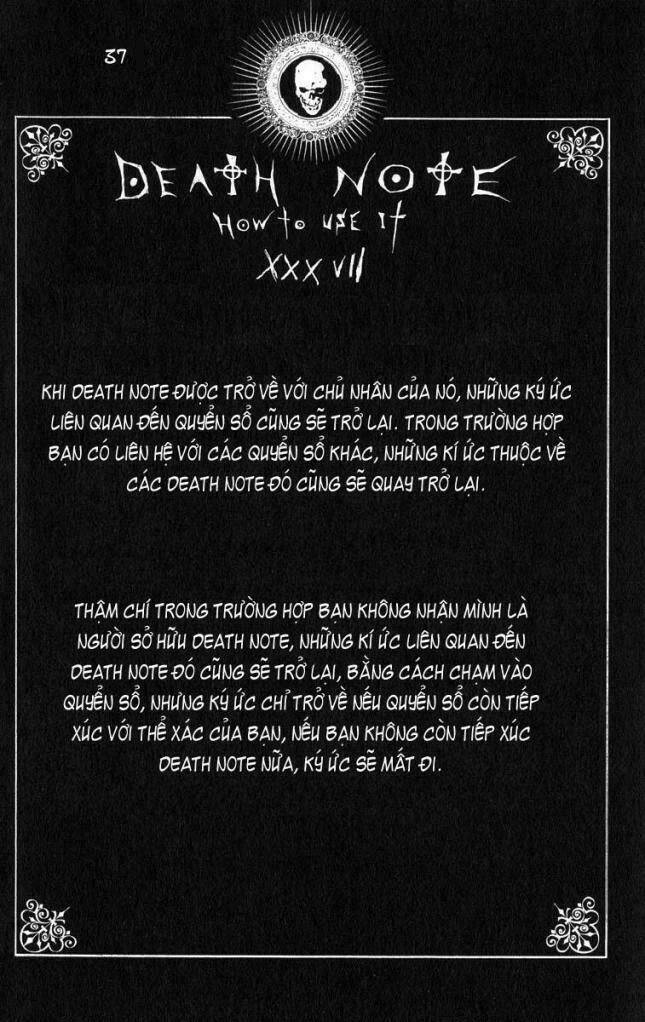 37
DEATH NOTE
HOW TO USE IT
XXXVII
KHI DEATH NOTE ĐƯỢC TRỞ VỀ VỚI CHỦ NHÂN CỦA NÓ, NHỮNG KÝ ỨC
LIÊN QUAN ĐẾN QUYỂN SỔ CŨNG SẼ TRỞ LẠI. TRONG TRƯỜNG HỢP
BẠN CÓ LIÊN HỆ VỚI CÁC QUYỂN SỔ KHÁC, NHỮNG KÍ ỨC THUỘC VỀ
CÁC DEATH NOTE ĐÓ CŨNG SẼ QUAY TRỞ LẠI.
THẬM CHÍ TRONG TRƯỜNG HỢP BẠN KHÔNG NHẬN MÌNH LÀ
NGƯỜI SỞ HỮU DEATH NOTE, NHỮNG KÍ ỨC LIÊN QUAN ĐẾN
DEATH NOTE ĐÓ CŨNG SẼ TRỞ LẠI, BẰNG CÁCH CHẠM VÀO
QUYỂN SỔ, NHƯNG KÝ ỨC CHỈ TRỞ VỀ NẾU QUYỂN SỔ CÒN TIẾP
XÚC VỚI THỂ XÁC CỦA BẠN, NẾU BẠN KHÔNG CÒN TIẾP XÚC
DEATH NOTE NỮA, KÝ ỨC SẼ MẤT ĐI.